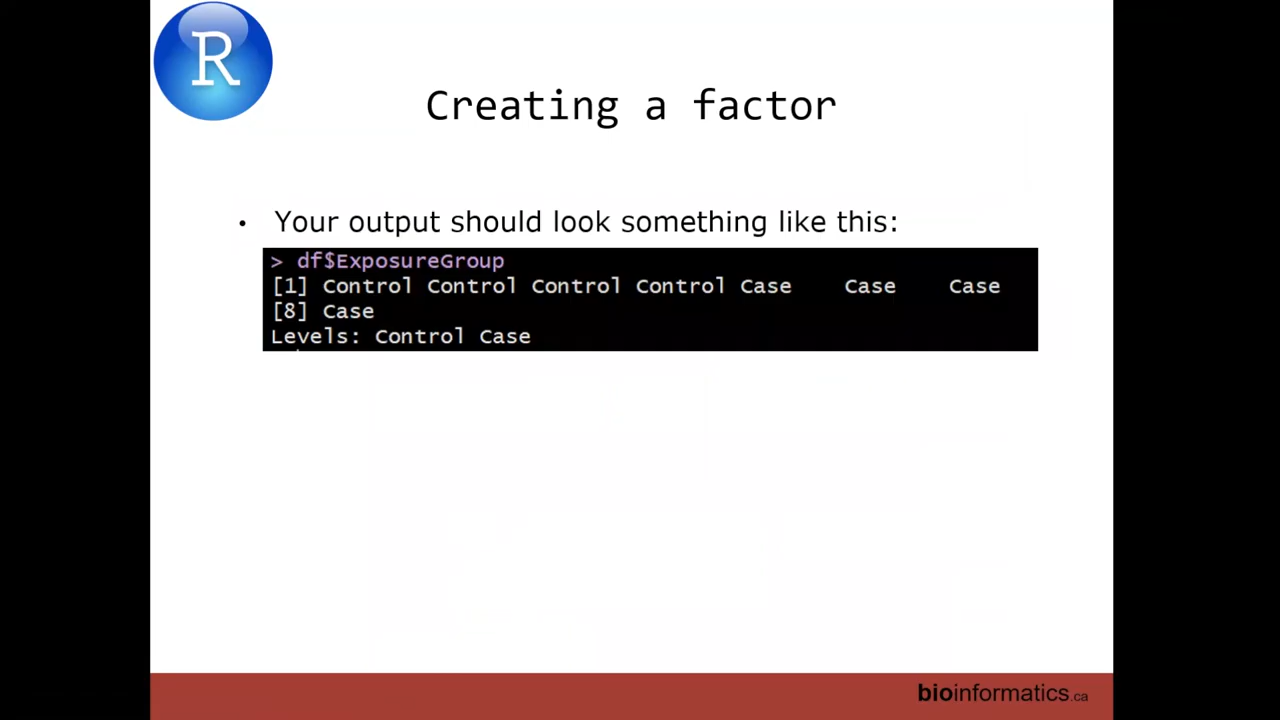 R
Creating a factor
• Your output should look something like this:
> df$ExposureGroup
[1] Control Control Control Control Case    Case    Case
[8] Case
Levels: Control Case
bioinformatics.ca